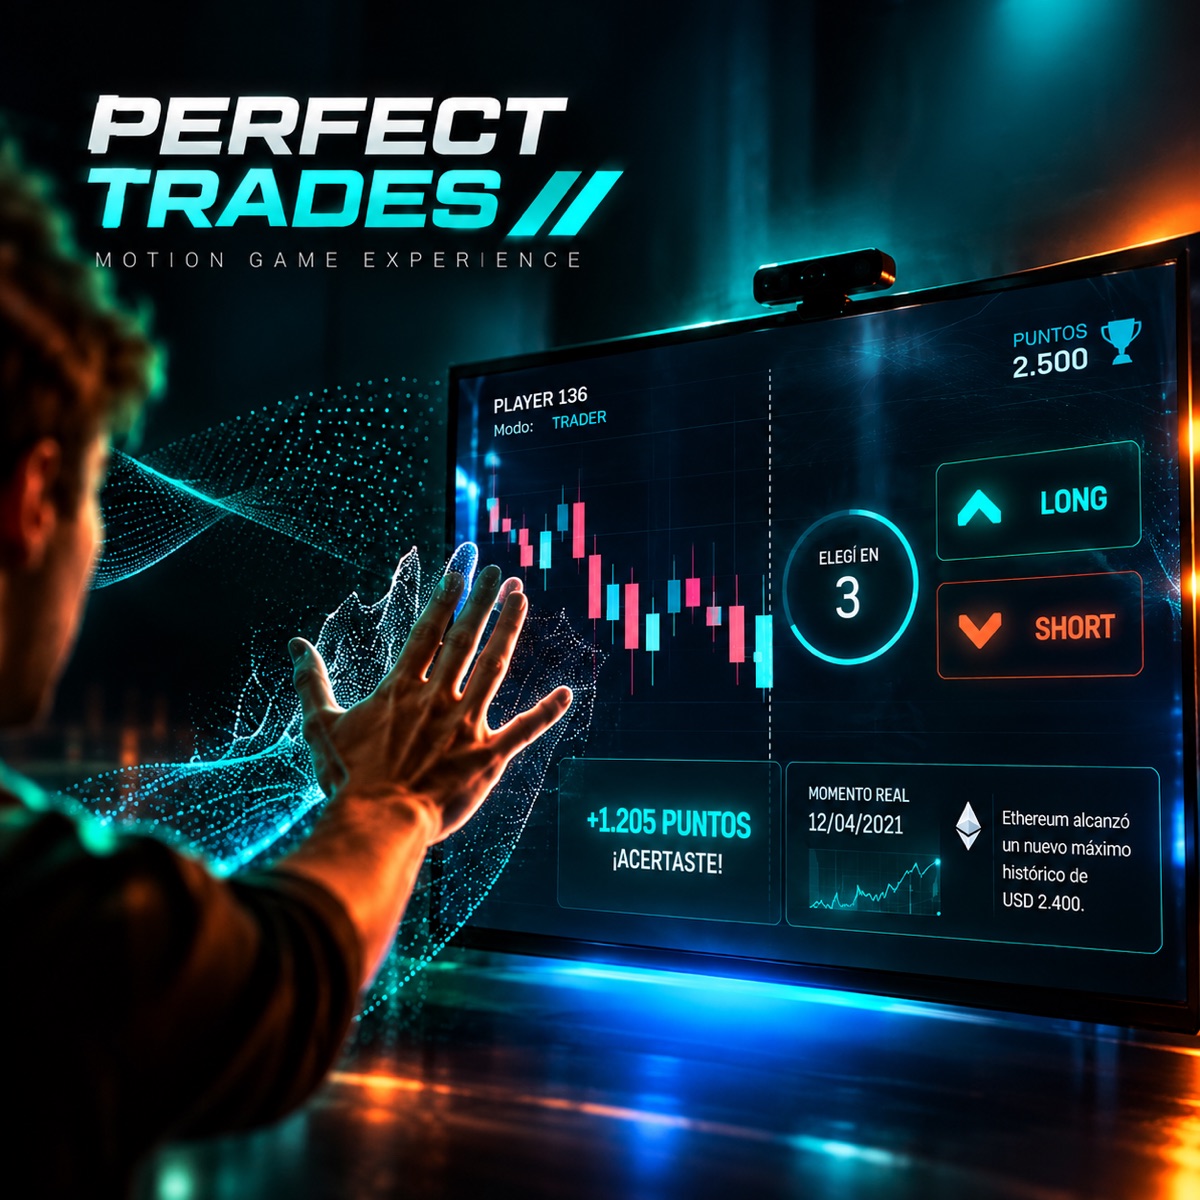 PERFECT
TRADES //
MOTION GAME EXPERIENCE
PUNTOS
2.500
PLAYER 136
Modo: TRADER
ELEGÍ EN
3
LONG
SHORT
+1.205 PUNTOS
¡ACERTASTE!
MOMENTO REAL
12/04/2021
Ethereum alcanzó
un nuevo máximo
histórico de
USD 2.400.